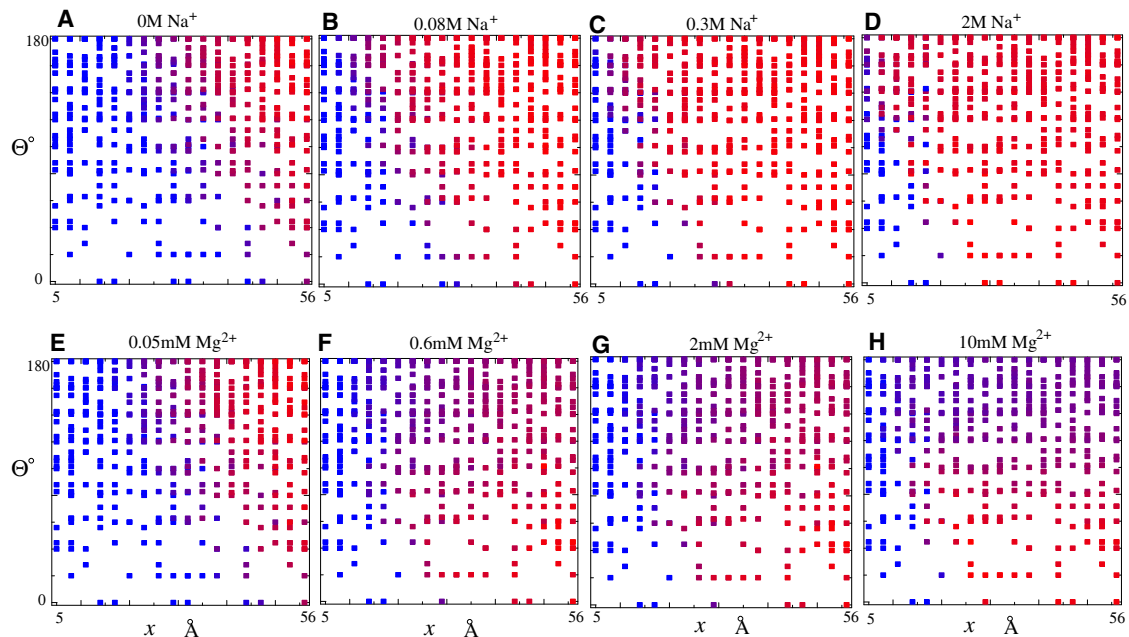 A 0M Na⁺ B 0.08M Na⁺ C 0.3M Na⁺ D 2M Na⁺
180
Θ°
0
5 56 5 56 5 56 5 56
E 0.05mM Mg²⁺ F 0.6mM Mg²⁺ G 2mM Mg²⁺ H 10mM Mg²⁺
180
Θ°
0
5 56 5 56 5 56 5 56
x Å x Å x Å x Å